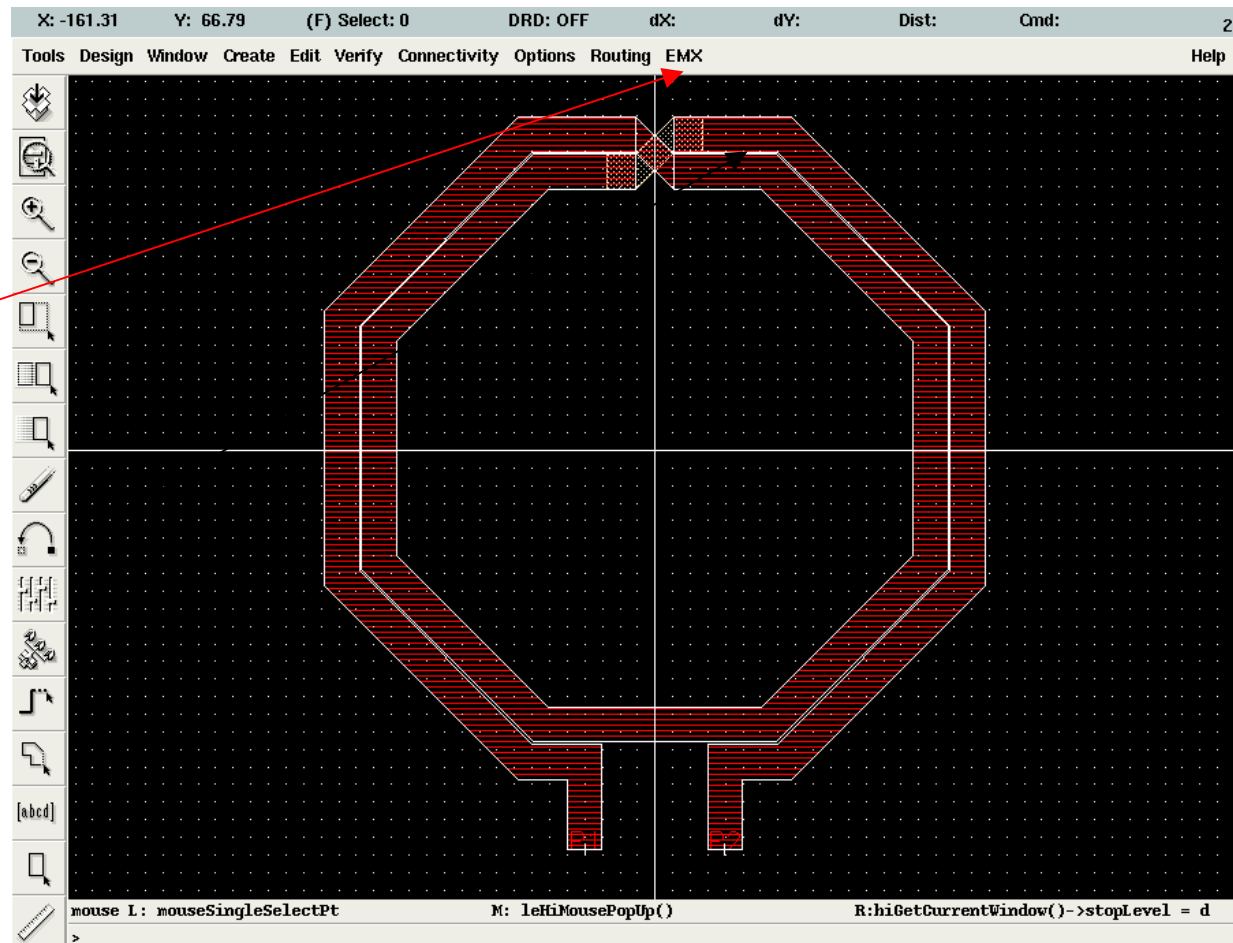 X: -161.31 Y: 66.79 (F) Select: 0 DRD: OFF dX: dY: Dist: Cmd: 2
Tools Design Window Create Edit Verify Connectivity Options Routing EMX Help
[abcd]
P1 P2
mouse L: mouseSingleSelectPt M: leHiMousePopUp() R:hiGetCurrentWindow()->stopLevel = d
>